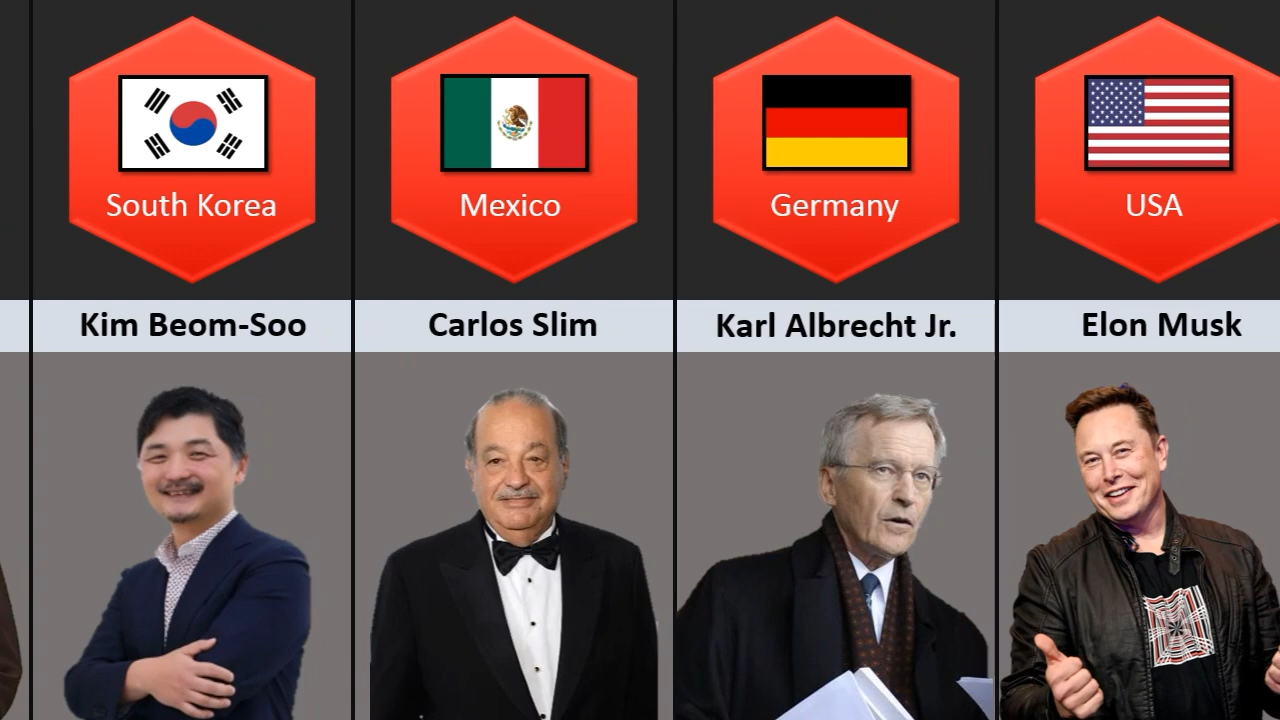 South Korea
Mexico
Germany
USA
Kim Beom-Soo
Carlos Slim
Karl Albrecht Jr.
Elon Musk